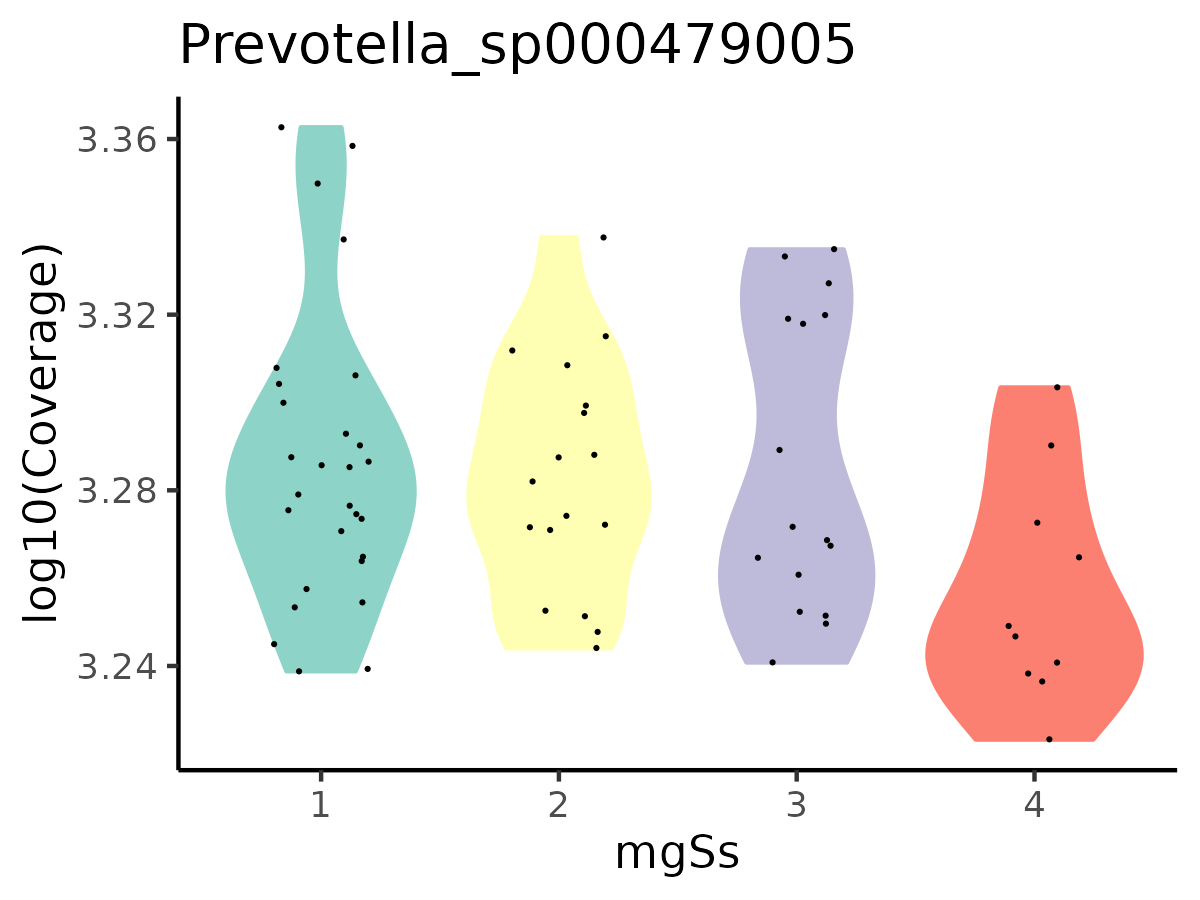 Prevotella_sp000479005
log10(Coverage)
3.36
3.32
3.28
3.24
1 2 3 4
mgSs